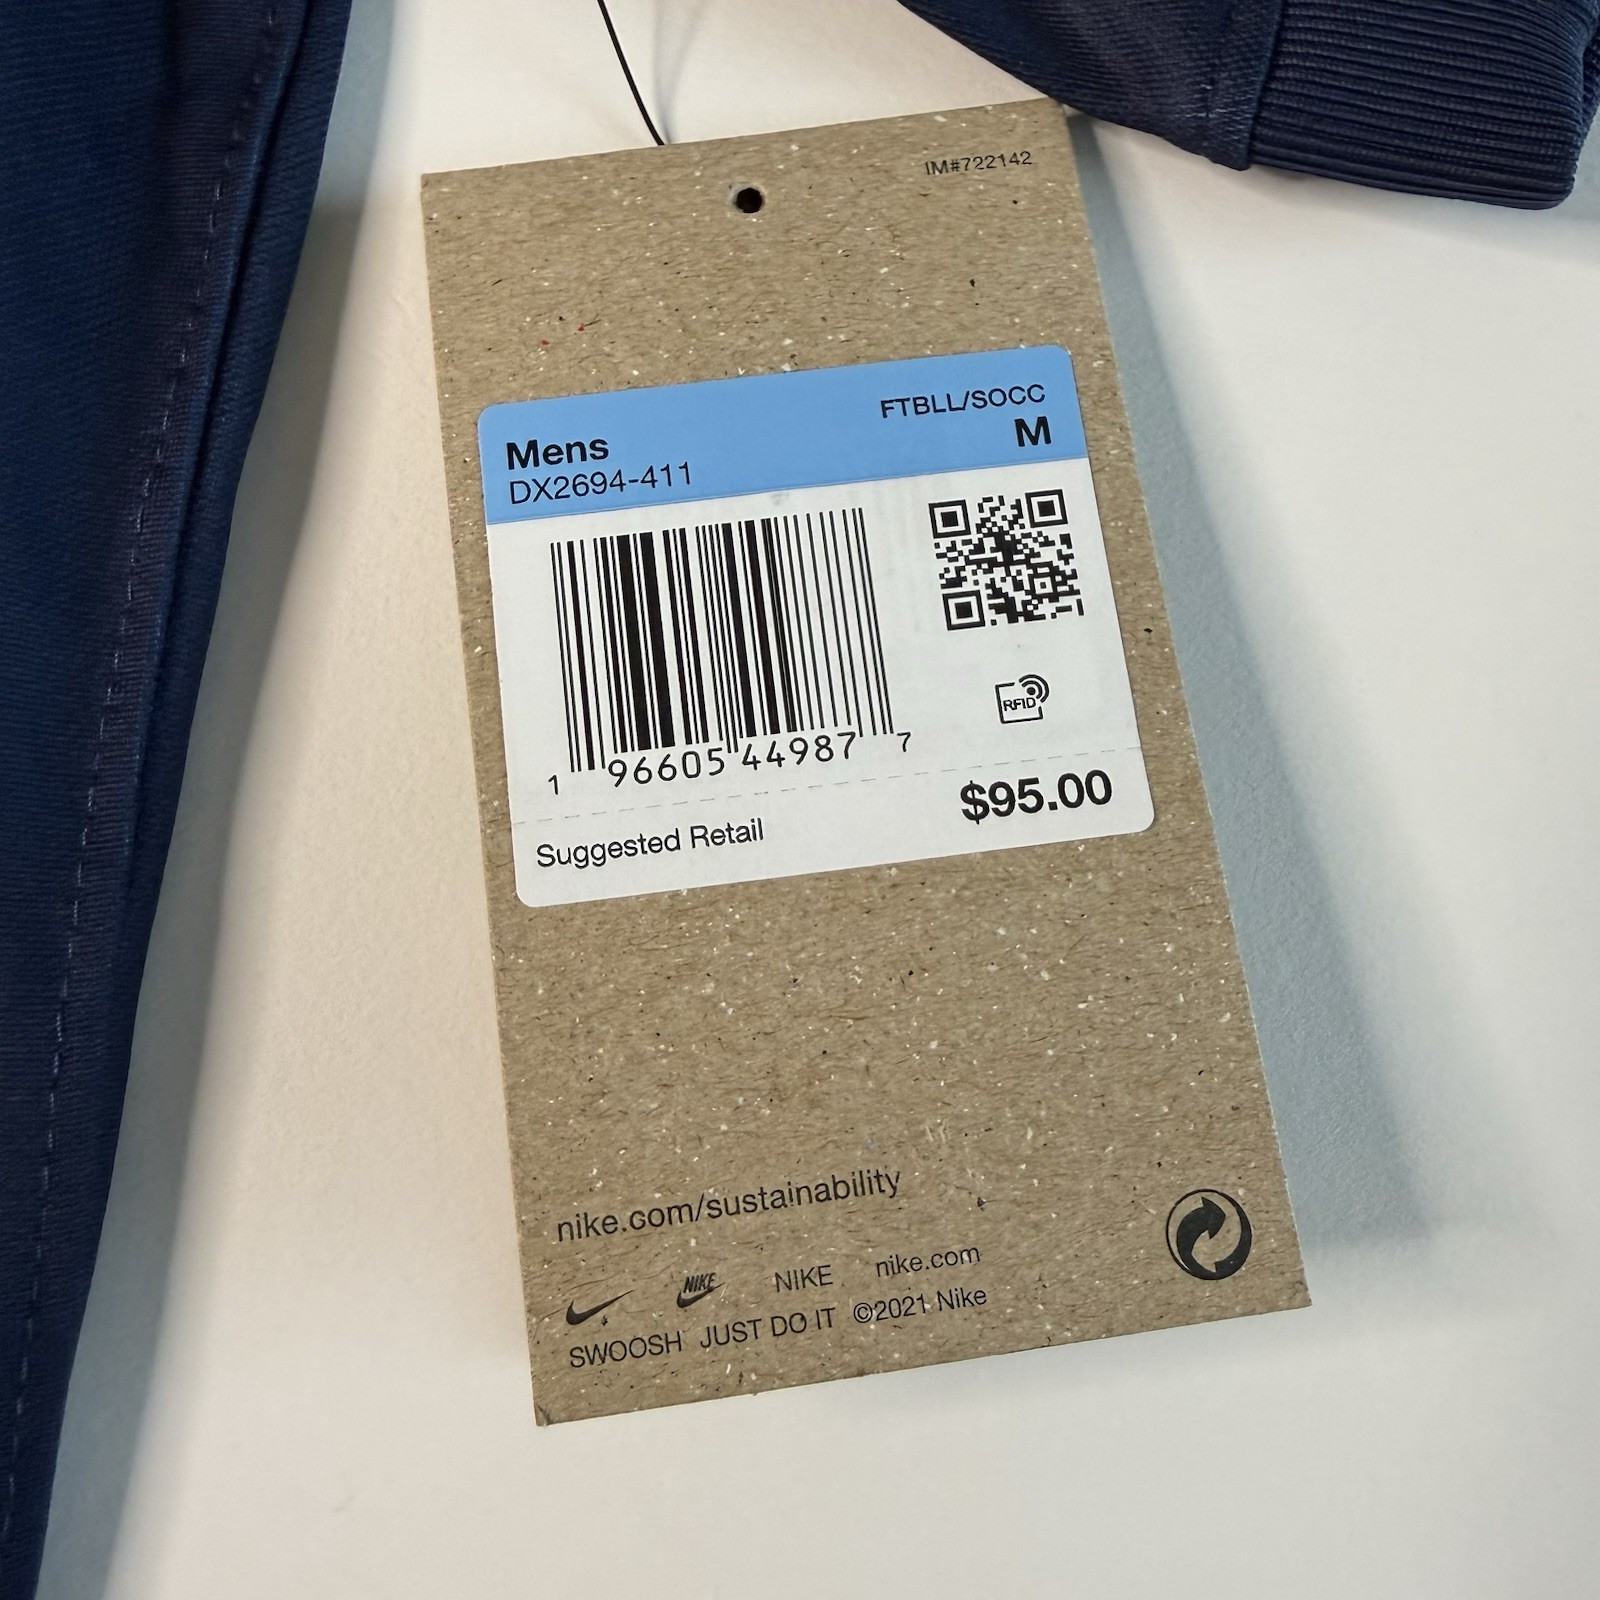 IM#722142
FTBLL/SOCC
Mens M
DX2694-411
RFID
1 96605 44987 7
Suggested Retail $95.00
nike.com/sustainability
NIKE NIKE nike.com
SWOOSH JUST DO IT ©2021 Nike